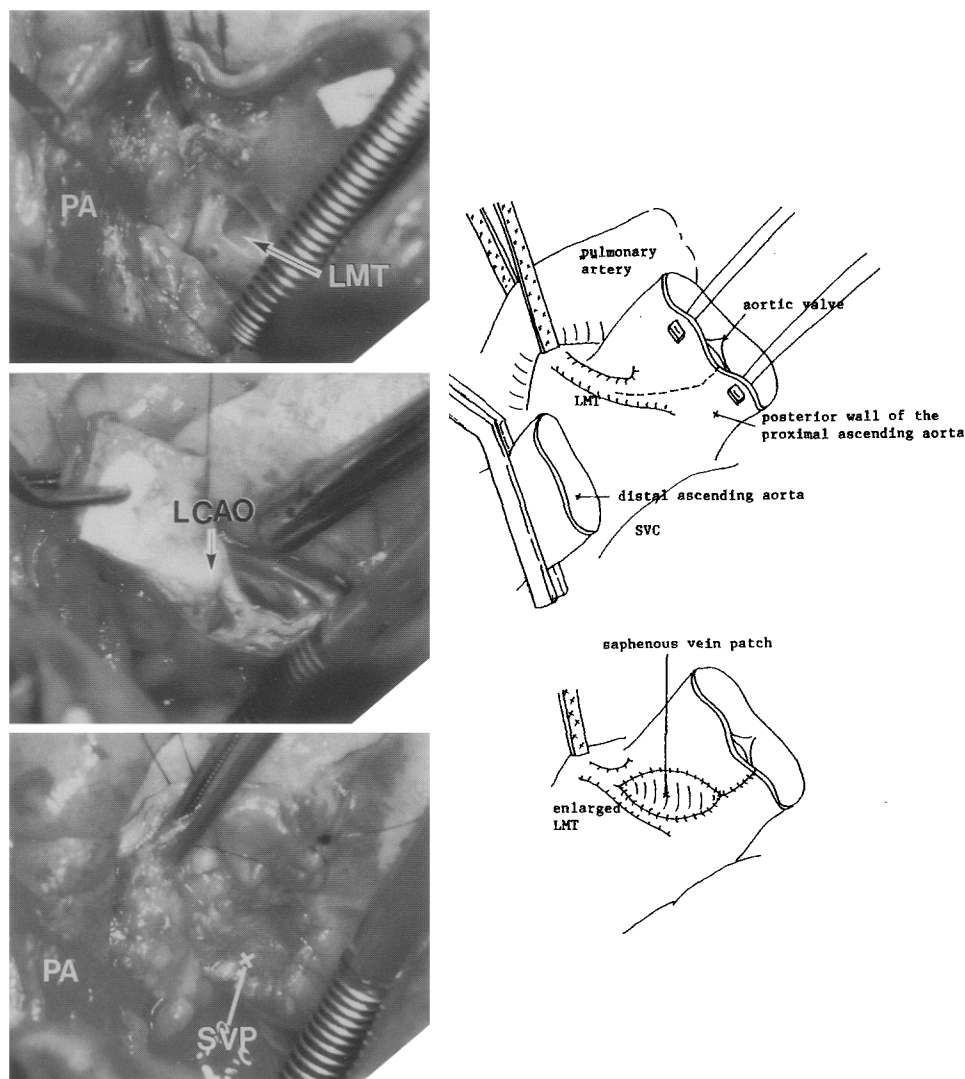 PA
LMT
LCAO
PA
SVP
pulmonary
artery
aortic valve
LMT
posterior wall of the
proximal ascending aorta
distal ascending aorta
SVC
saphenous vein patch
enlarged
LMT